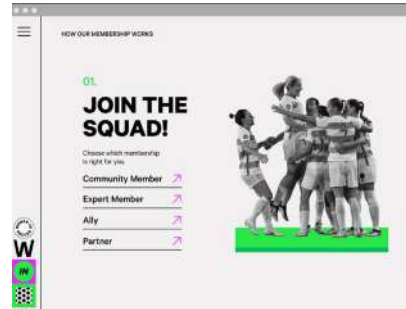 HOW OUR MEMBERSHIP WORKS
01.
JOIN THE
SQUAD!
Choose which membership
is right for you.
Community Member
Expert Member
Ally
Partner
W
IN